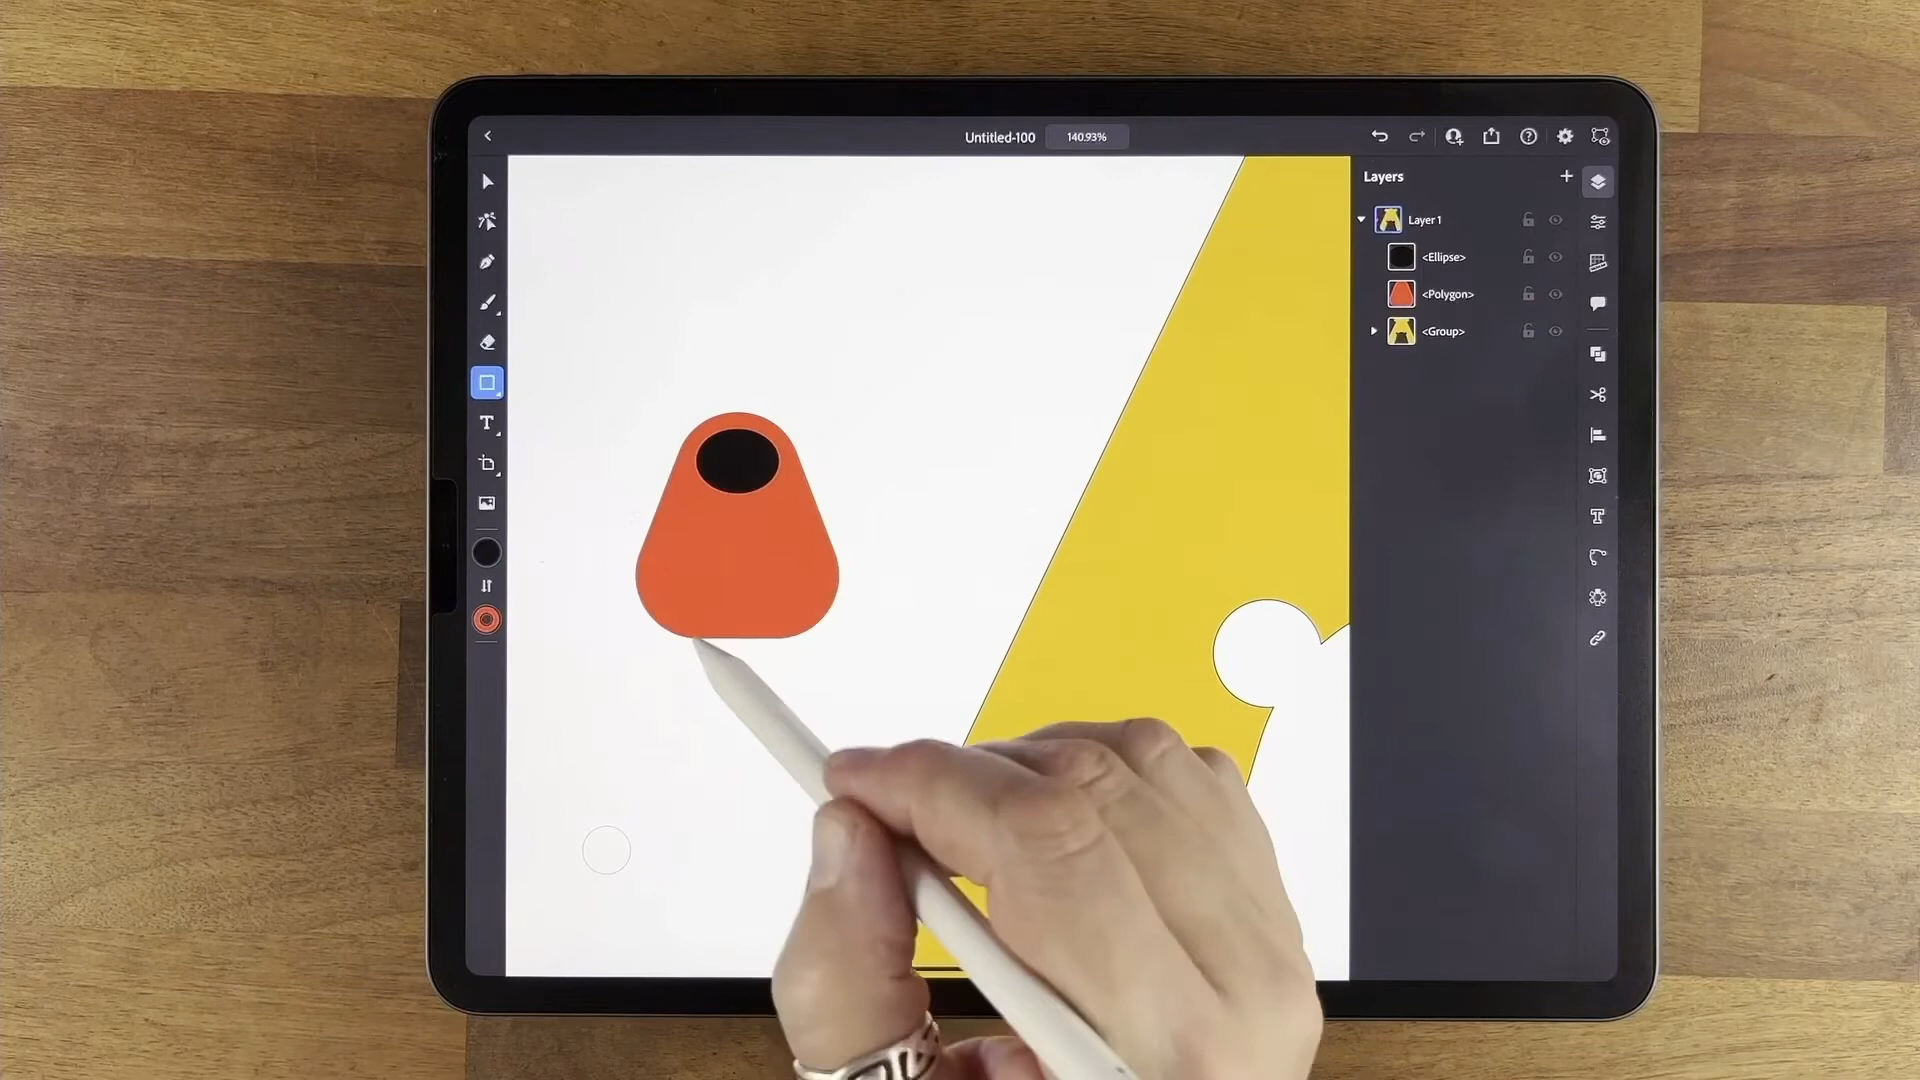 Untitled-100
140.93%
Layers
Layer 1
<Ellipse>
<Polygon>
<Group>